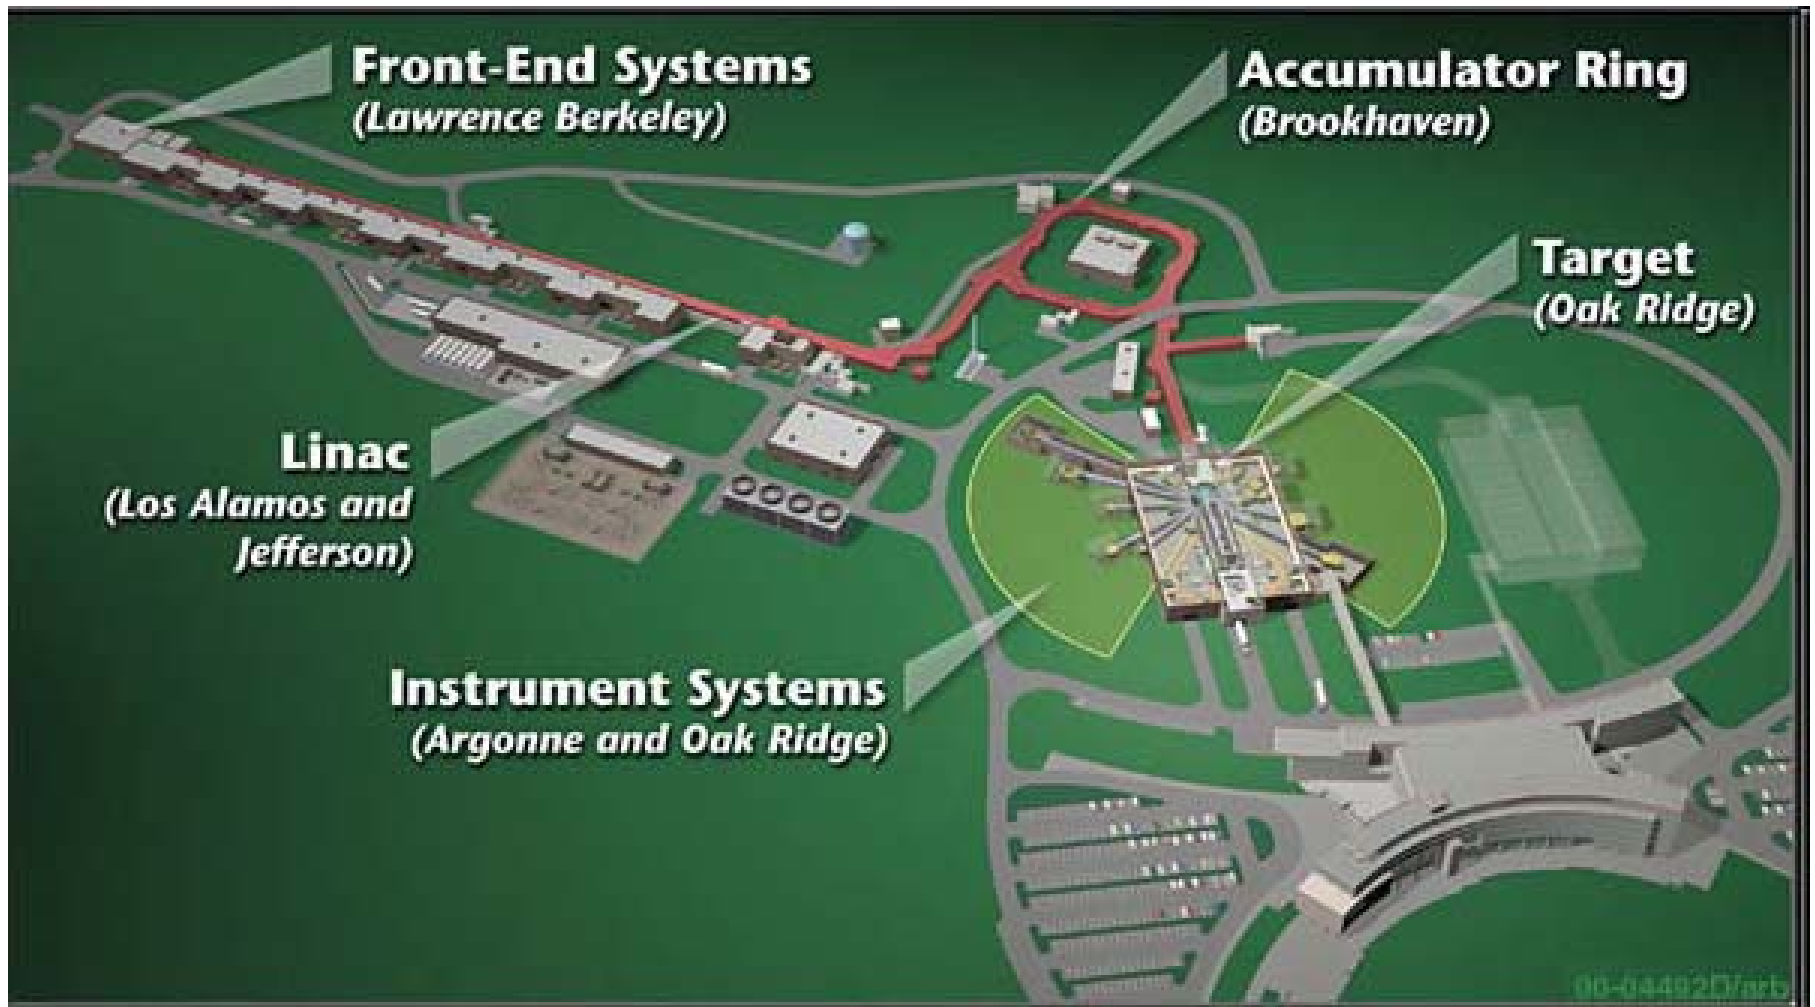 Front-End Systems
(Lawrence Berkeley)
Accumulator Ring
(Brookhaven)
Target
(Oak Ridge)
Linac
(Los Alamos and
Jefferson)
Instrument Systems
(Argonne and Oak Ridge)